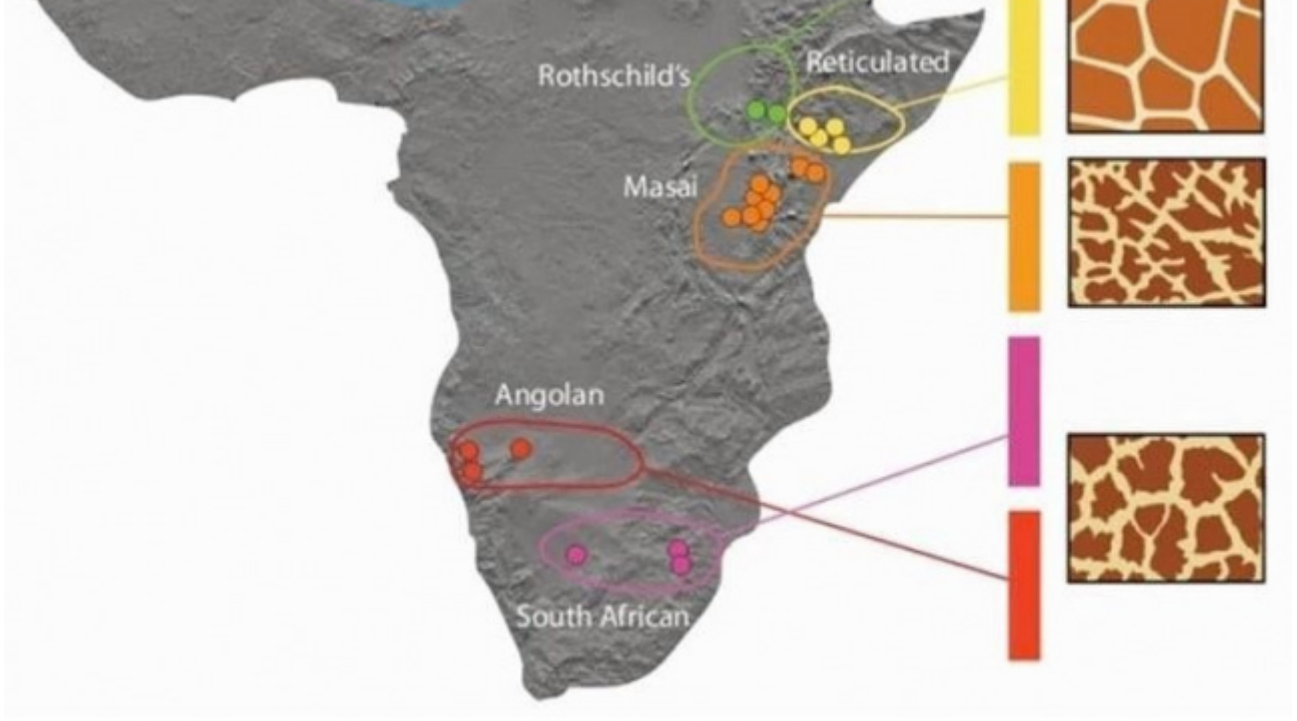 Rothschild's
Reticulated
Masai
Angolan
South African